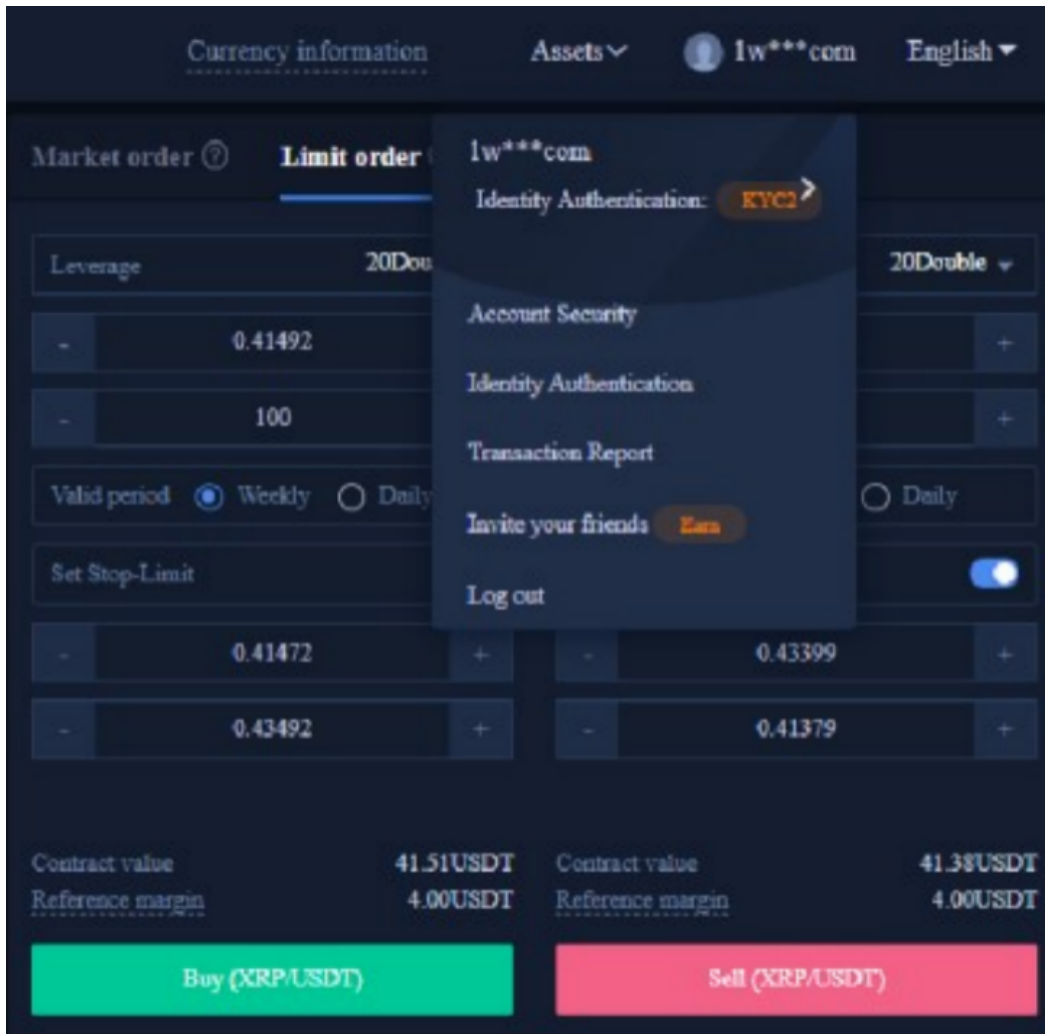 Currency information Assets 1w***com English
Market order ? Limit order
1w***com
Identity Authentication: KYC2
Leverage 20Dou 20Double
Account Security
- 0.41492 +
Identity Authentication
- 100 +
Transaction Report
Valid period Weekly Daily Daily
Invite your friends Earn
Set Stop-Limit
Log out
- 0.41472 + - 0.43399 +
- 0.43492 + - 0.41379 +
Contract value 41.51USDT Contract value 41.38USDT
Reference margin 4.00USDT Reference margin 4.00USDT
Buy (XRP/USDT) Sell (XRP/USDT)